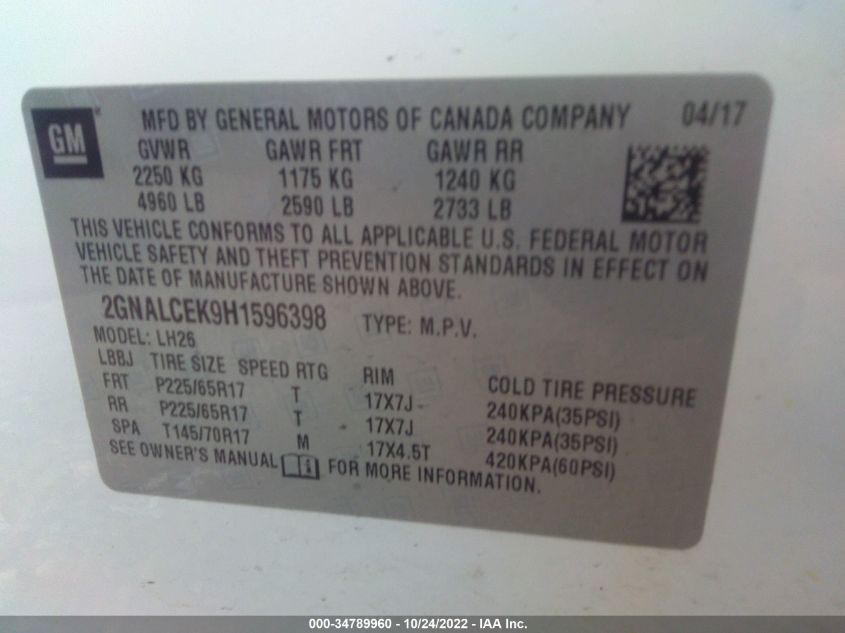 GM
MFD BY GENERAL MOTORS OF CANADA COMPANY 04/17
GVWR GAWR FRT GAWR RR
2250 KG 1175 KG 1240 KG
4960 LB 2590 LB 2733 LB
THIS VEHICLE CONFORMS TO ALL APPLICABLE U.S. FEDERAL MOTOR
VEHICLE SAFETY AND THEFT PREVENTION STANDARDS IN EFFECT ON
THE DATE OF MANUFACTURE SHOWN ABOVE.
2GNALCEK9H1596398 TYPE: M.P.V.
MODEL: LH26
LBBJ TIRE SIZE SPEED RTG RIM COLD TIRE PRESSURE
FRT P225/65R17 T 17X7J 240KPA(35PSI)
RR P225/65R17 T 17X7J 240KPA(35PSI)
SPA T145/70R17 M 17X4.5T 420KPA(60PSI)
SEE OWNER'S MANUAL FOR MORE INFORMATION.
000-34789960 - 10/24/2022 - IAA Inc.